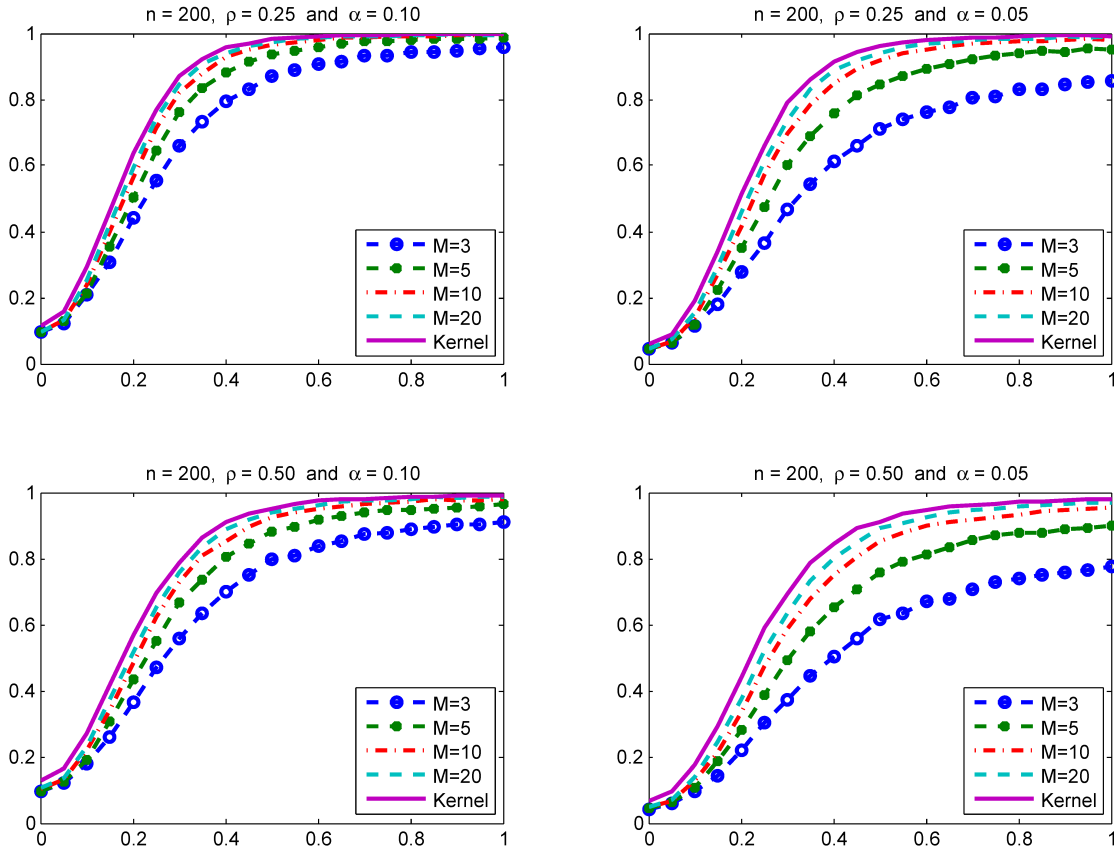 n = 200, ρ = 0.25 and α = 0.10
1
0.8
0.6
0.4
0.2
0
0 0.2 0.4 0.6 0.8 1
M=3
M=5
M=10
M=20
Kernel
n = 200, ρ = 0.25 and α = 0.05
1
0.8
0.6
0.4
0.2
0
0 0.2 0.4 0.6 0.8 1
M=3
M=5
M=10
M=20
Kernel
n = 200, ρ = 0.50 and α = 0.10
1
0.8
0.6
0.4
0.2
0
0 0.2 0.4 0.6 0.8 1
M=3
M=5
M=10
M=20
Kernel
n = 200, ρ = 0.50 and α = 0.05
1
0.8
0.6
0.4
0.2
0
0 0.2 0.4 0.6 0.8 1
M=3
M=5
M=10
M=20
Kernel